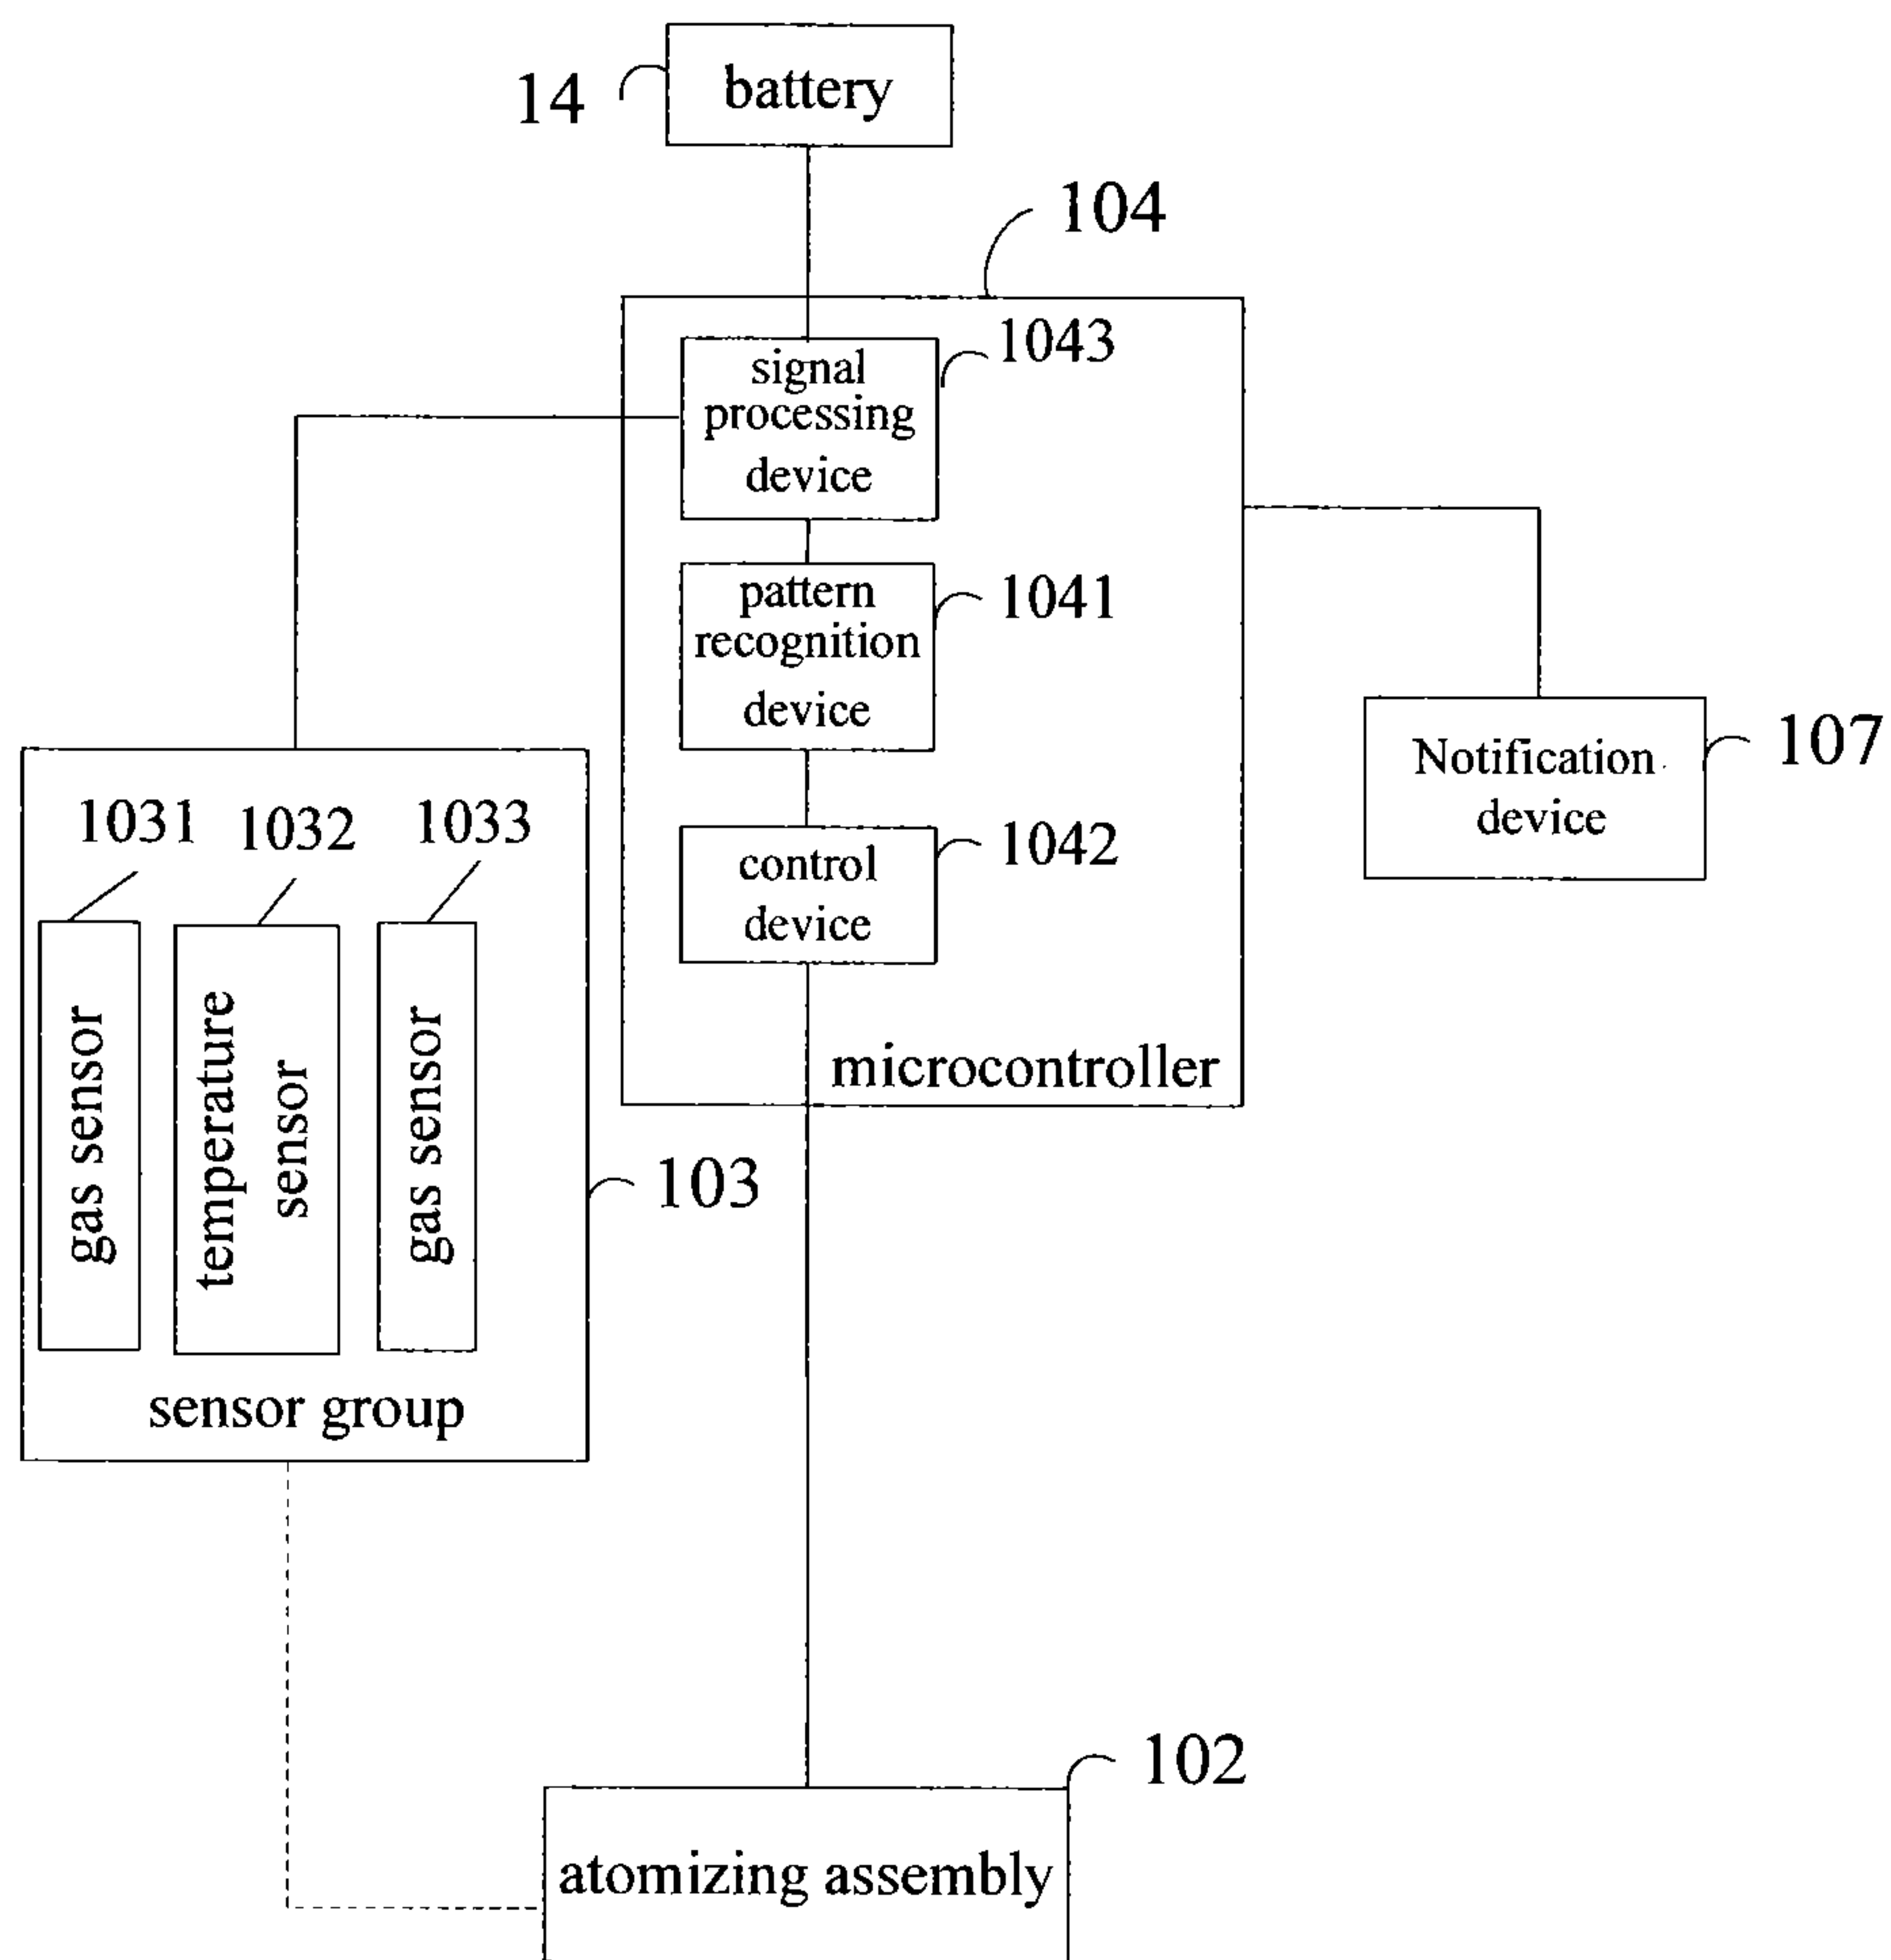 14
battery
104
1043
signal
processing
device
1041
pattern
recognition
device
1042
control
device
microcontroller
107
Notification
device
1031
1032
1033
gas sensor
temperature
sensor
gas sensor
sensor group
103
102
atomizing assembly